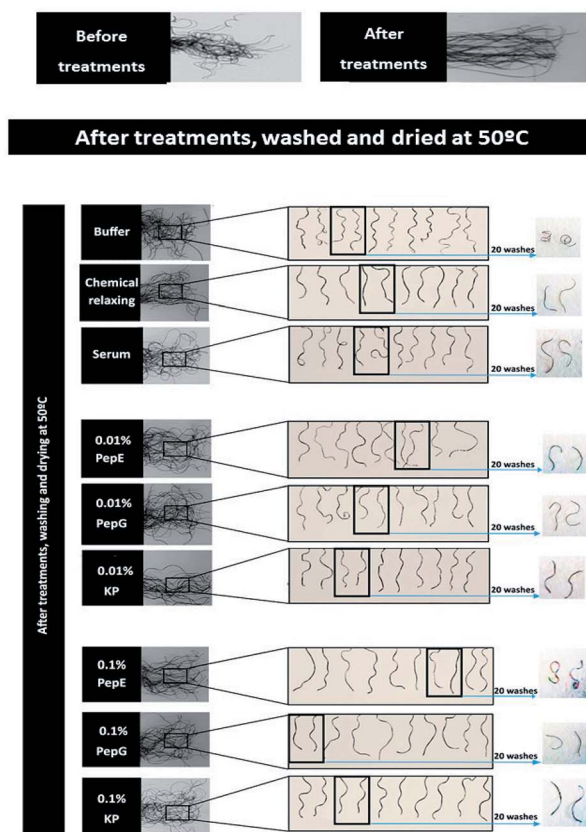 Before
treatments
After
treatments
After treatments, washed and dried at 50ºC
After treatments, washing and drying at 50ºC
Buffer
20 washes
Chemical
relaxing
20 washes
Serum
20 washes
0.01%
PepE
20 washes
0.01%
PepG
20 washes
0.01%
KP
20 washes
0.1%
PepE
20 washes
0.1%
PepG
20 washes
0.1%
KP
20 washes